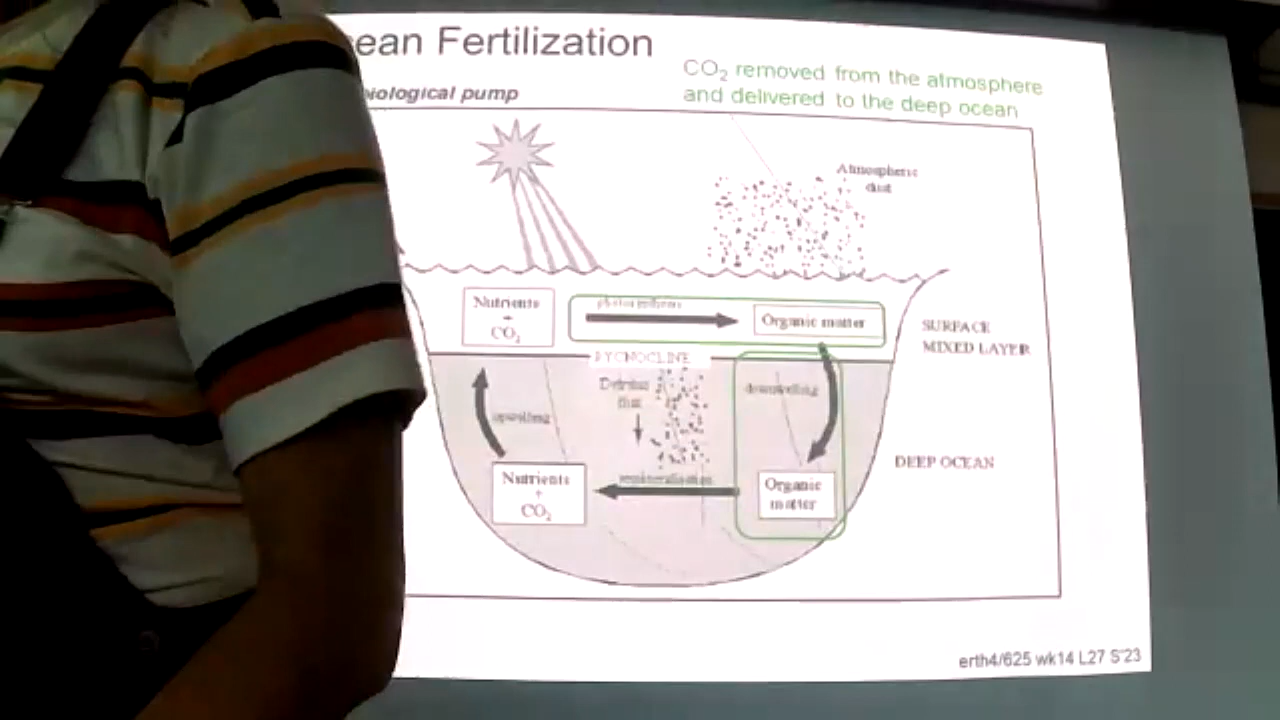 ean Fertilization
CO₂ removed from the atmosphere
and delivered to the deep ocean
iological pump
Atmospheric
dust
Nutrients
+
CO₂
Organic matter
SURFACE
MIXED LAYER
PYCNOCLINE
Detritus
downwelling
upwelling
DEEP OCEAN
Nutrients
+
CO₂
remineralisation
Organic
matter
erth4/625 wk14 L27 S'23